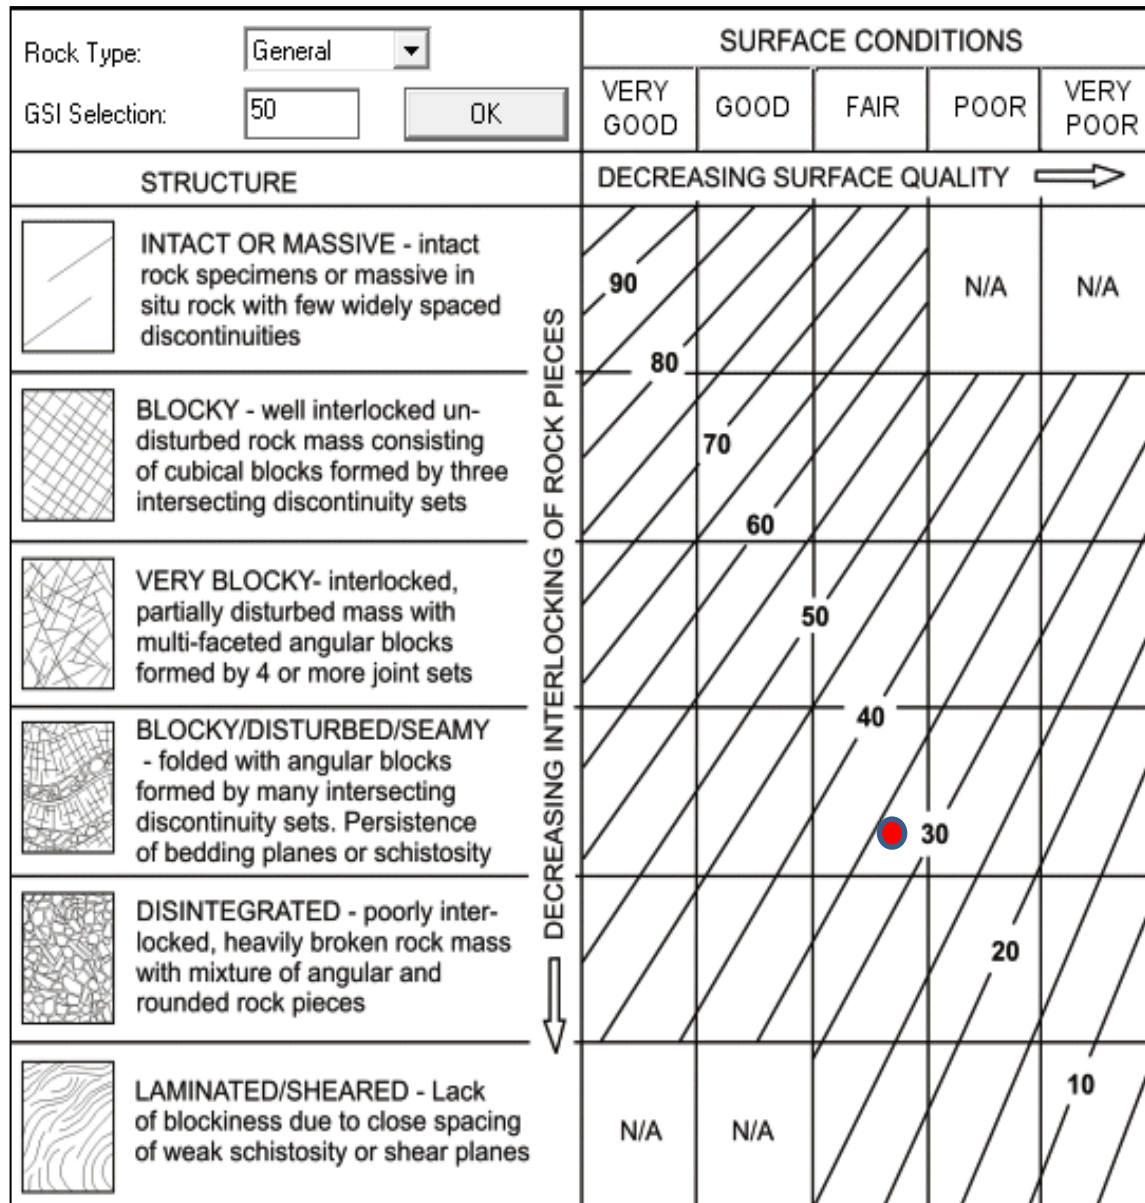 Rock Type:
General
GSI Selection:
50
OK
SURFACE CONDITIONS
VERY
GOOD
GOOD
FAIR
POOR
VERY
POOR
STRUCTURE
DECREASING SURFACE QUALITY
INTACT OR MASSIVE - intact
rock specimens or massive in
situ rock with few widely spaced
discontinuities
BLOCKY - well interlocked un-
disturbed rock mass consisting
of cubical blocks formed by three
intersecting discontinuity sets
VERY BLOCKY- interlocked,
partially disturbed mass with
multi-faceted angular blocks
formed by 4 or more joint sets
BLOCKY/DISTURBED/SEAMY
- folded with angular blocks
formed by many intersecting
discontinuity sets. Persistence
of bedding planes or schistosity
DISINTEGRATED - poorly inter-
locked, heavily broken rock mass
with mixture of angular and
rounded rock pieces
LAMINATED/SHEARED - Lack
of blockiness due to close spacing
of weak schistosity or shear planes
DECREASING INTERLOCKING OF ROCK PIECES
90
80
70
60
50
40
30
20
10
N/A
N/A
N/A
N/A